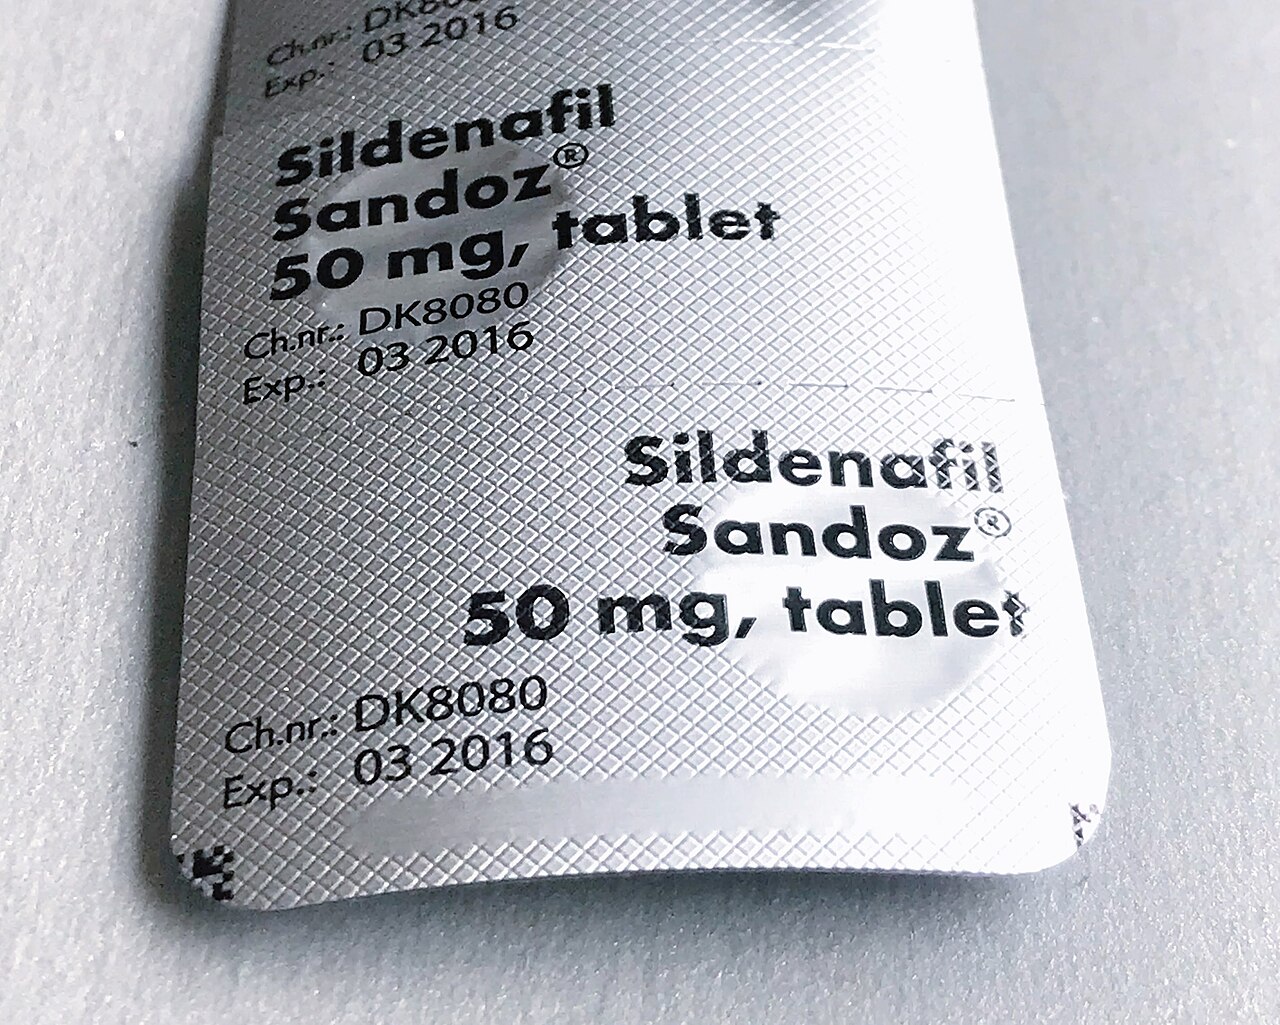 Ch.nr.: DK80
Exp.: 03 2016
Sildenafil
Sandoz®
50 mg, tablet
Ch.nr.: DK8080
Exp.: 03 2016
Sildenafil
Sandoz®
50 mg, tablet
Ch.nr.: DK8080
Exp.: 03 2016